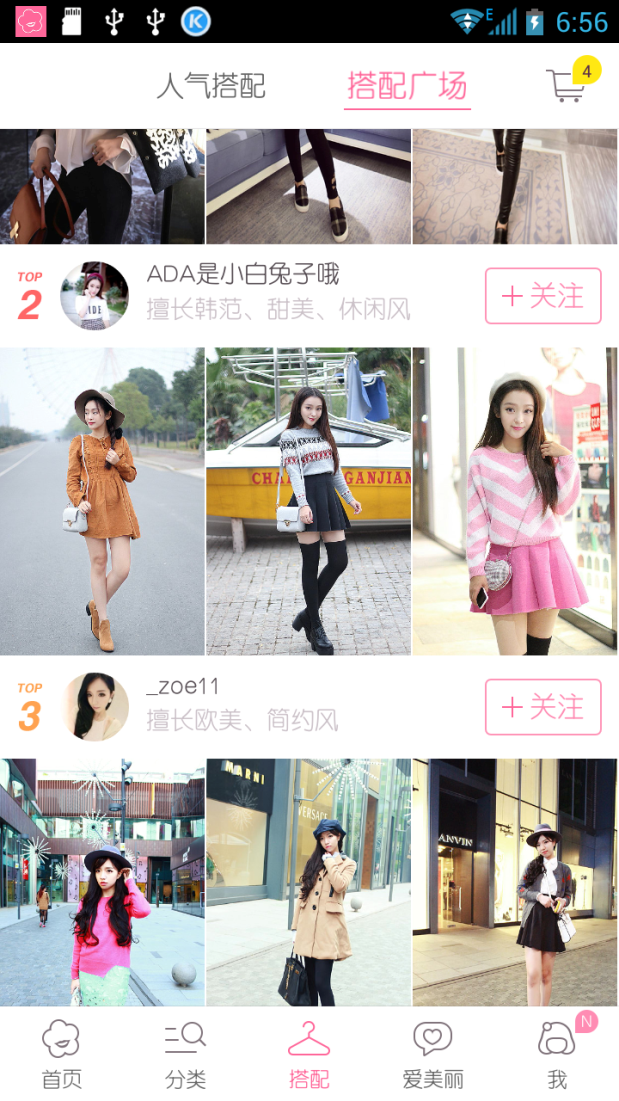 E
6:56
人气搭配
搭配广场
4
TOP
2
ADA是小白兔子哦
擅长韩范、甜美、休闲风
+关注
TOP
3
_zoe11
擅长欧美、简约风
+关注
MARNI
VERSACE
ANVIN
首页
分类
搭配
爱美丽
N
我